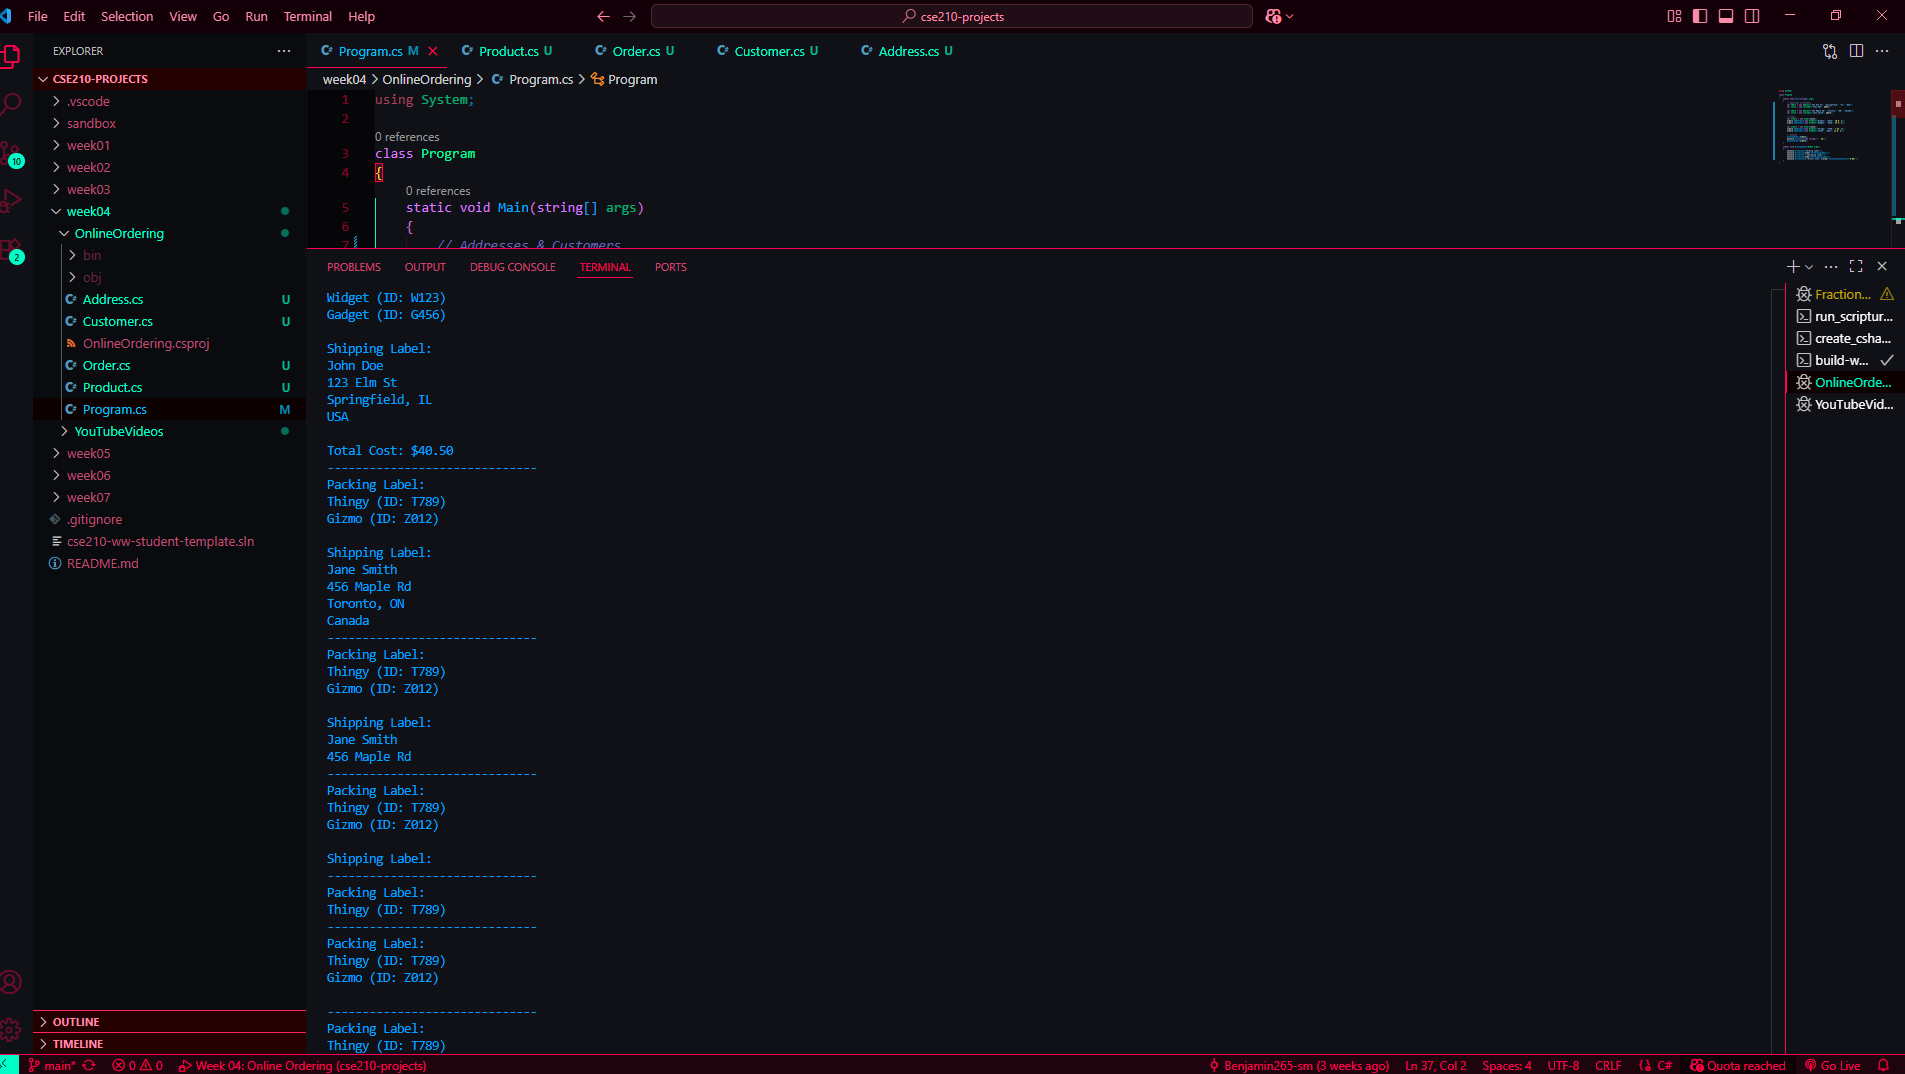 File Edit Selection View Go Run Terminal Help
cse210-projects
EXPLORER
CSE210-PROJECTS
.vscode
sandbox
week01
week02
week03
week04
OnlineOrdering
bin
obj
Address.cs U
Customer.cs U
OnlineOrdering.csproj
Order.cs U
Product.cs U
Program.cs M
YouTubeVideos
week05
week06
week07
.gitignore
cse210-ww-student-template.sln
README.md
OUTLINE
TIMELINE
10
2
Program.cs M Product.cs U Order.cs U Customer.cs U Address.cs U
week04 > OnlineOrdering > Program.cs > Program
1 using System;
2
0 references
3 class Program
4 {
0 references
5 static void Main(string[] args)
6 {
7 // Addresses & Customers
PROBLEMS OUTPUT DEBUG CONSOLE TERMINAL PORTS
Widget (ID: W123)
Gadget (ID: G456)
Shipping Label:
John Doe
123 Elm St
Springfield, IL
USA
Total Cost: $40.50
------------------------------
Packing Label:
Thingy (ID: T789)
Gizmo (ID: Z012)
Shipping Label:
Jane Smith
456 Maple Rd
Toronto, ON
Canada
------------------------------
Packing Label:
Thingy (ID: T789)
Gizmo (ID: Z012)
Shipping Label:
Jane Smith
456 Maple Rd
------------------------------
Packing Label:
Thingy (ID: T789)
Gizmo (ID: Z012)
Shipping Label:
------------------------------
Packing Label:
Thingy (ID: T789)
------------------------------
Packing Label:
Thingy (ID: T789)
Gizmo (ID: Z012)
------------------------------
Packing Label:
Thingy (ID: T789)
Fraction...
run_scriptur...
create_csha...
build-w...
OnlineOrde...
YouTubeVid...
main* 0 0 Week 04: Online Ordering (cse210-projects) Benjamin265-sm (3 weeks ago) Ln 37, Col 2 Spaces: 4 UTF-8 CRLF {} C# Quota reached Go Live